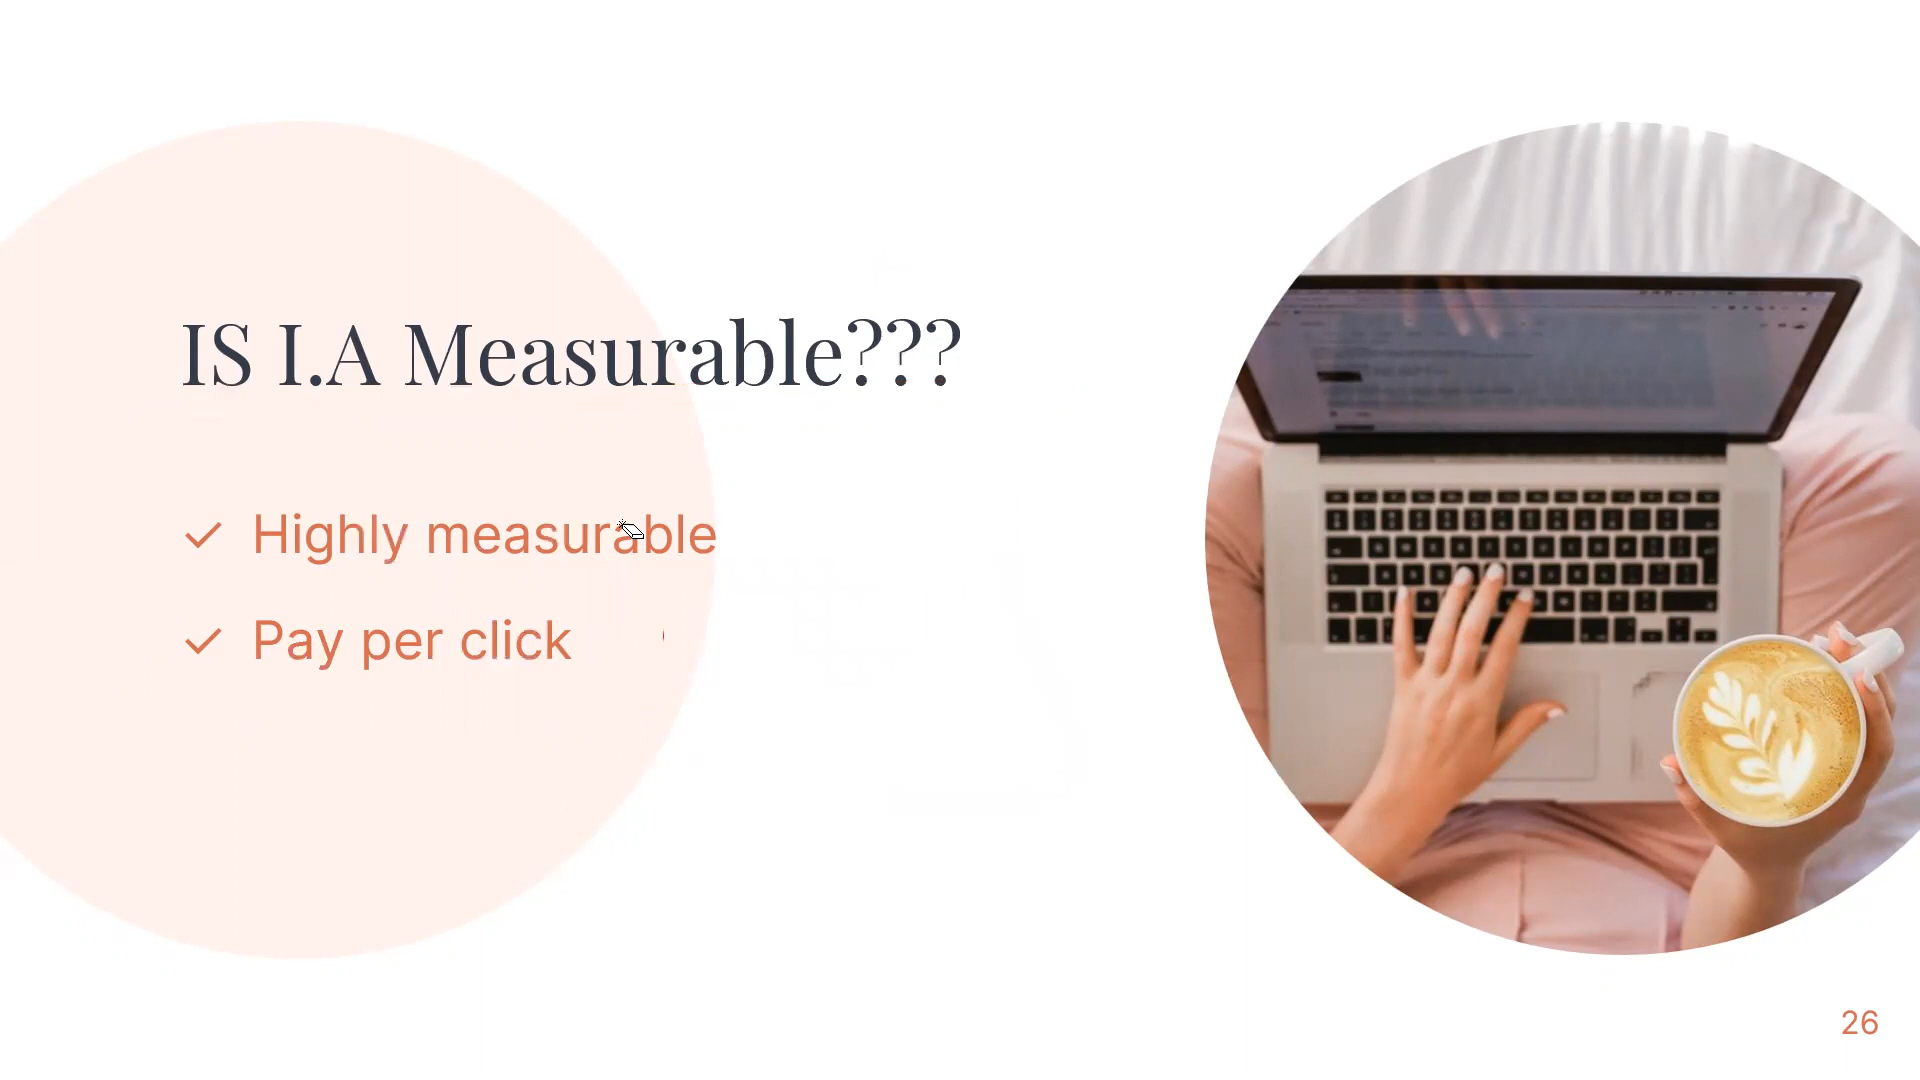 IS I.A Measurable???
✓ Highly measurable
✓ Pay per click
26